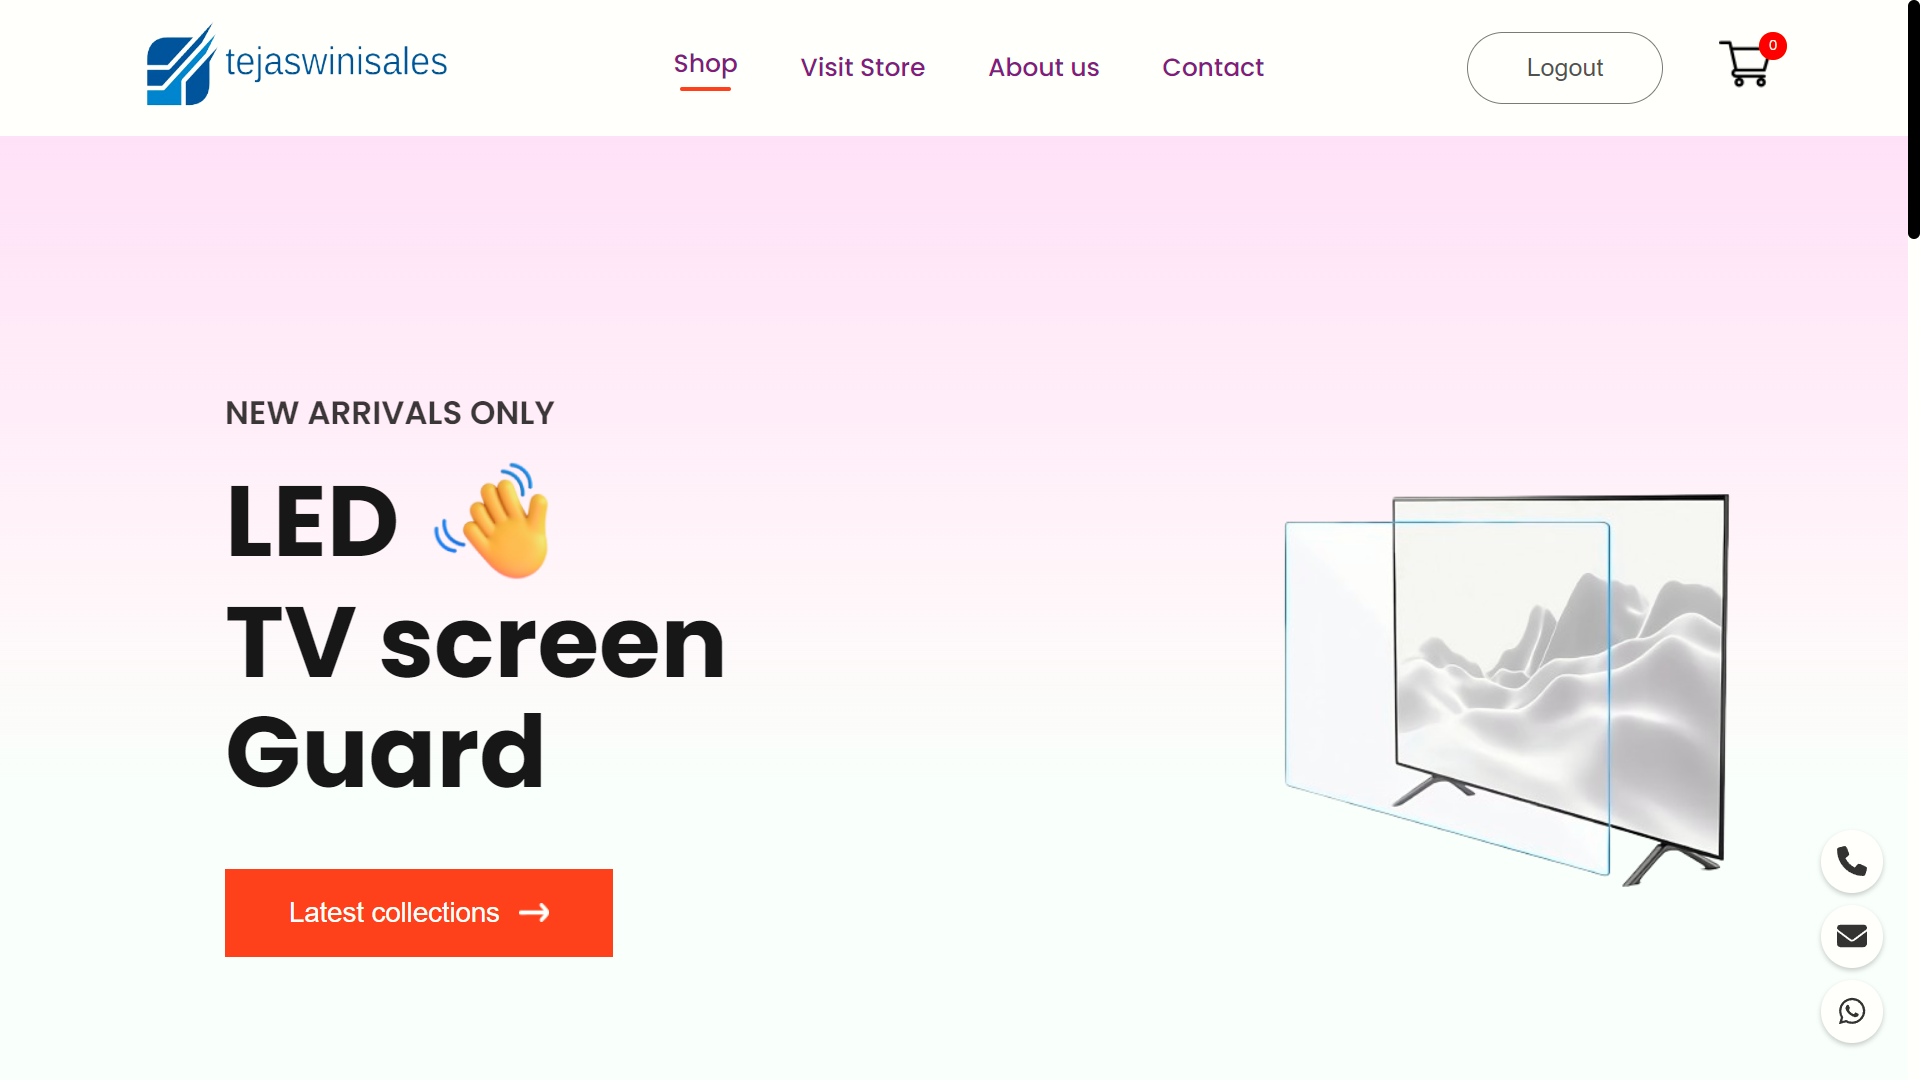 tejaswinisales
Shop
Visit Store
About us
Contact
Logout
0
NEW ARRIVALS ONLY
LED
TV screen
Guard
Latest collections